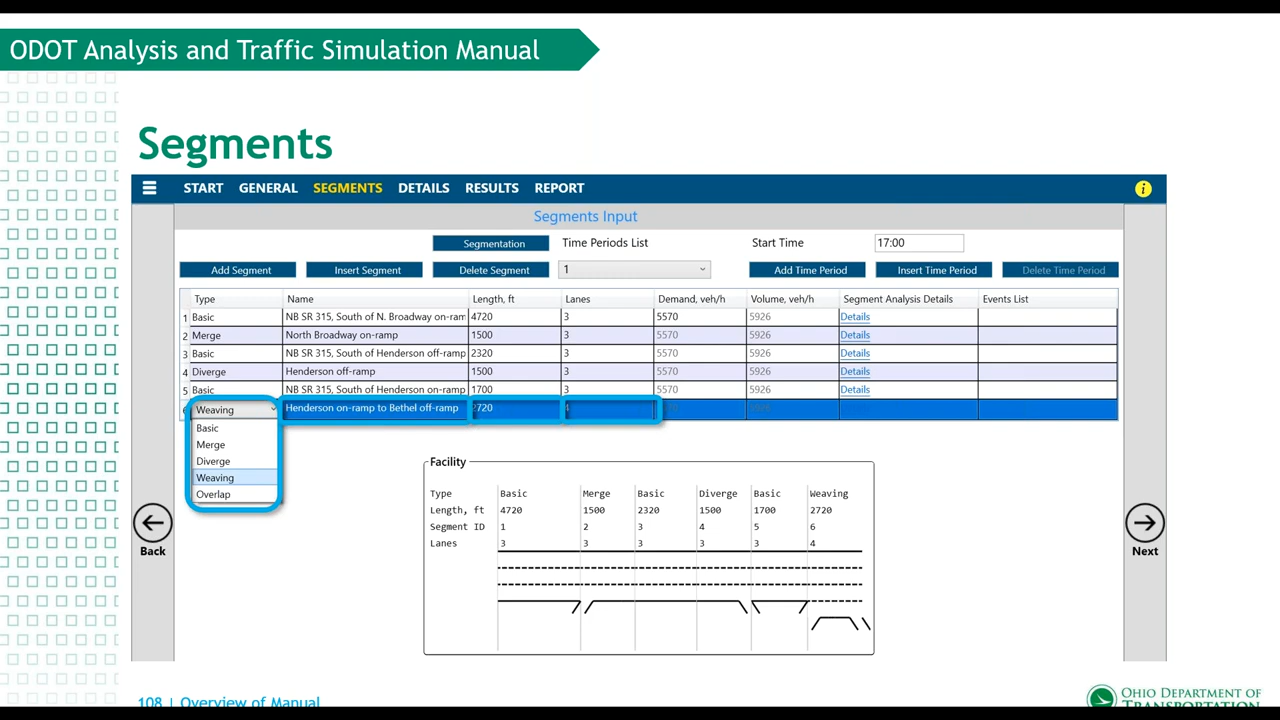 ODOT Analysis and Traffic Simulation Manual
Segments
START GENERAL SEGMENTS DETAILS RESULTS REPORT i
Segments Input
Segmentation Time Periods List Start Time 17:00
Add Segment Insert Segment Delete Segment 1 Add Time Period Insert Time Period Delete Time Period
Type Name Length, ft Lanes Demand, veh/h Volume, veh/h Segment Analysis Details Events List
1 Basic NB SR 315, South of N. Broadway on-ram 4720 3 5570 5926 Details
2 Merge North Broadway on-ramp 1500 3 5570 5926 Details
3 Basic NB SR 315, South of Henderson off-ramp 2320 3 5570 5926 Details
4 Diverge Henderson off-ramp 1500 3 5570 5926 Details
5 Basic NB SR 315, South of Henderson on-ramp 1700 3 5570 5926 Details
Weaving Henderson on-ramp to Bethel off-ramp 2720 4
Basic
Merge
Diverge
Weaving
Overlap
Facility
Type Basic Merge Basic Diverge Basic Weaving
Length, ft 4720 1500 2320 1500 1700 2720
Segment ID 1 2 3 4 5 6
Lanes 3 3 3 3 3 4
Back
Next
108 | Overview of Manual
OHIO DEPARTMENT OF
TRANSPORTATION